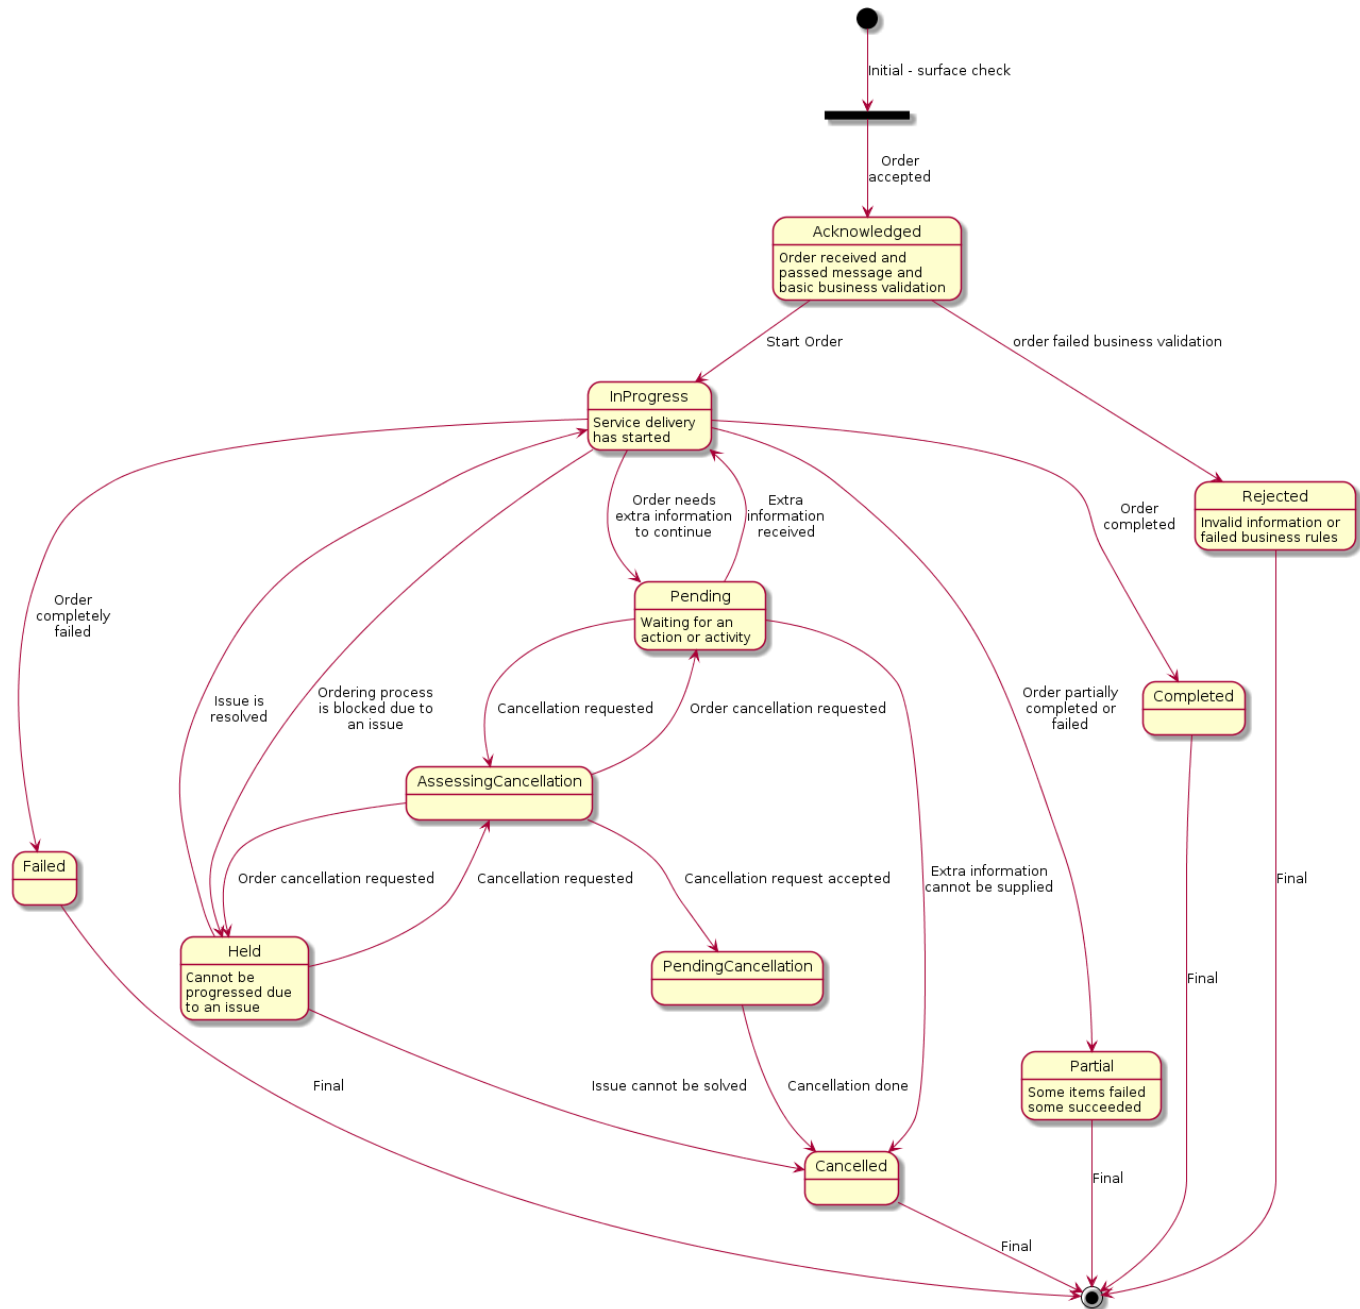 Initial - surface check
Order
accepted
Acknowledged
Order received and
passed message and
basic business validation
Start Order
order failed business validation
InProgress
Service delivery
has started
Order needs
extra information
to continue
Extra
information
received
Order
completed
Rejected
Invalid information or
failed business rules
Pending
Waiting for an
action or activity
Order
completely
failed
Issue is
resolved
Ordering process
is blocked due to
an issue
Cancellation requested
Order cancellation requested
Order partially
completed or
failed
Completed
AssessingCancellation
Failed
Order cancellation requested
Cancellation requested
Cancellation request accepted
Extra information
cannot be supplied
Final
Held
Cannot be
progressed due
to an issue
PendingCancellation
Final
Partial
Some items failed
some succeeded
Final
Issue cannot be solved
Cancellation done
Cancelled
Final
Final